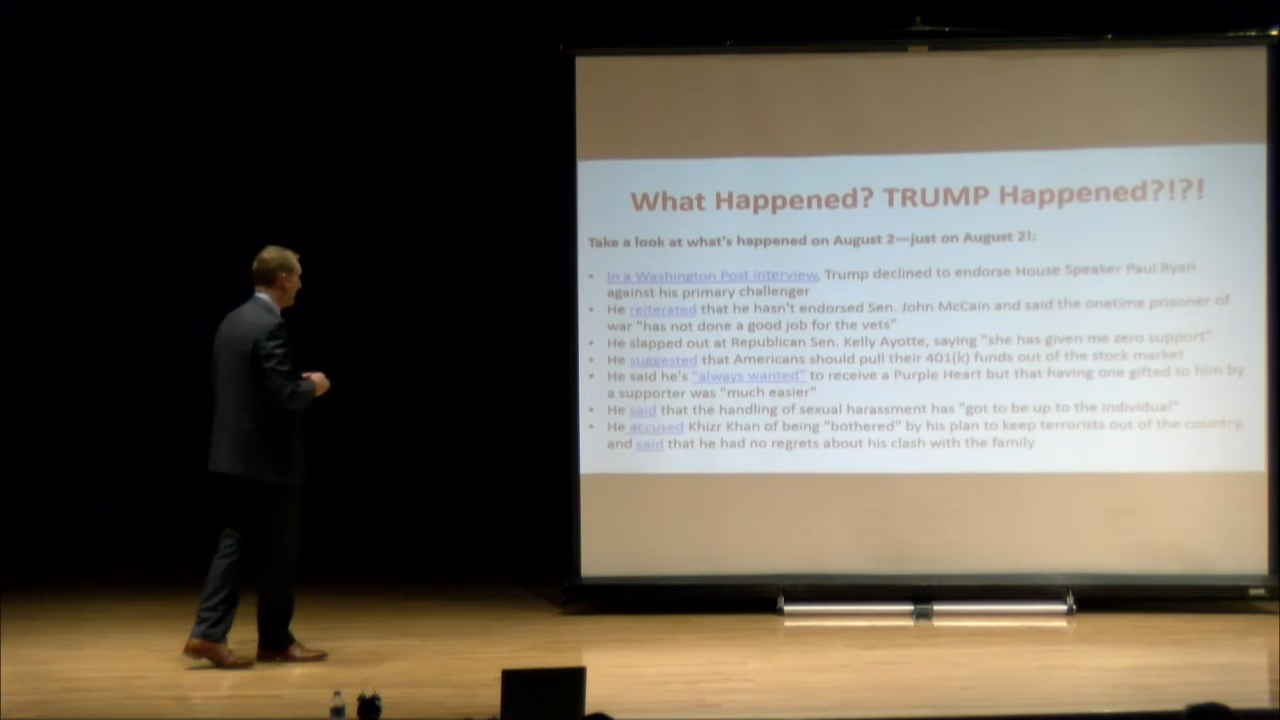 What Happened? TRUMP Happened?!?!
Take a look at what's happened on August 2—just on August 2!:
• In a Washington Post interview, Trump declined to endorse House Speaker Paul Ryan
against his primary challenger
• He reiterated that he hasn't endorsed Sen. John McCain and said the onetime prisoner of
war "has not done a good job for the vets"
• He slapped out at Republican Sen. Kelly Ayotte, saying "she has given me zero support"
• He suggested that Americans should pull their 401(k) funds out of the stock market
• He said he's "always wanted" to receive a Purple Heart but that having one gifted to him by
a supporter was "much easier"
• He said that the handling of sexual harassment has "got to be up to the individual"
• He accused Khizr Khan of being "bothered" by his plan to keep terrorists out of the country,
and said that he had no regrets about his clash with the family